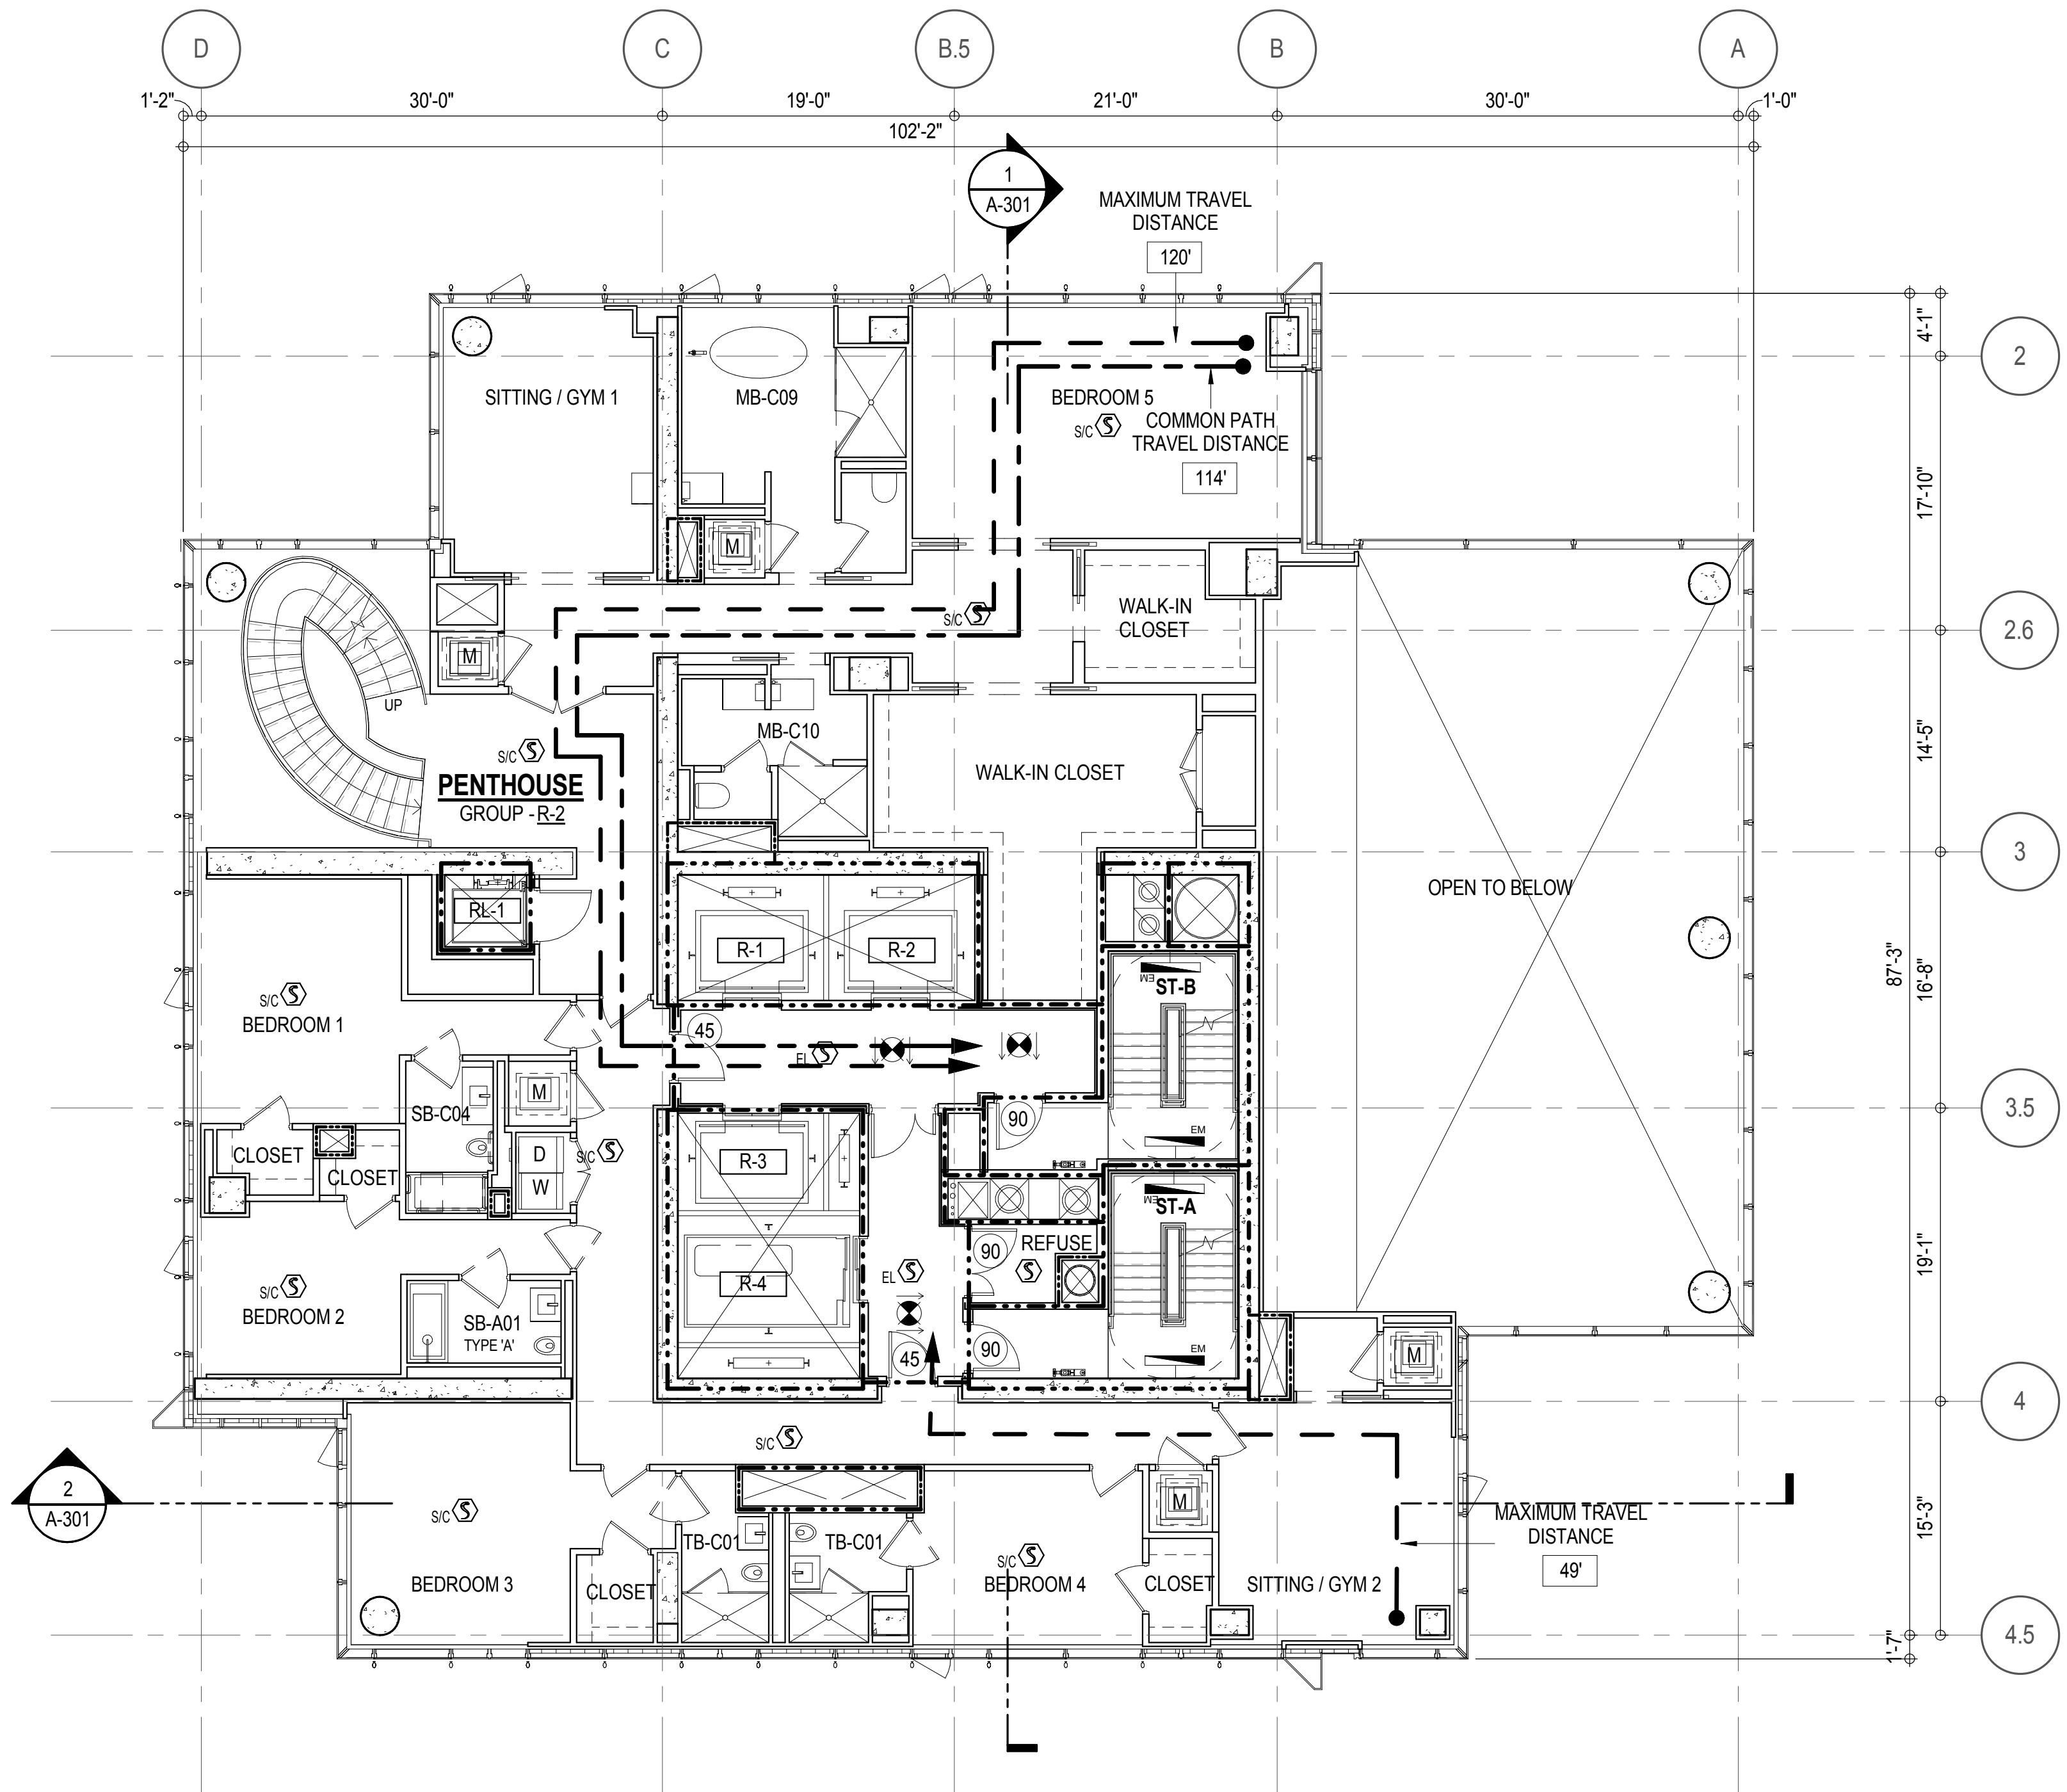 D
C
B.5
B
A
1'-2"
30'-0"
19'-0"
21'-0"
30'-0"
1'-0"
102'-2"
1
A-301
MAXIMUM TRAVEL
DISTANCE
120'
4'-1"
2
SITTING / GYM 1
MB-C09
BEDROOM 5
S/C S
COMMON PATH
TRAVEL DISTANCE
114'
17'-10"
M
WALK-IN
CLOSET
S/C S
2.6
M
UP
MB-C10
14'-5"
S/C S
PENTHOUSE
GROUP - R-2
WALK-IN CLOSET
3
OPEN TO BELOW
RL-1
R-1
R-2
87'-3"
16'-8"
EM
ST-B
S/C S
BEDROOM 1
45
EL S
M
SB-C04
90
3.5
EM
CLOSET
CLOSET
D
W
S/C S
R-3
EM
ST-A
90
REFUSE
S
EL S
R-4
19'-1"
S/C S
BEDROOM 2
SB-A01
TYPE 'A'
45
90
EM
M
4
S/C S
2
A-301
S/C S
M
MAXIMUM TRAVEL
DISTANCE
49'
15'-3"
TB-C01
TB-C01
S/C S
BEDROOM 3
CLOSET
BEDROOM 4
CLOSET
SITTING / GYM 2
4.5
1'-7"